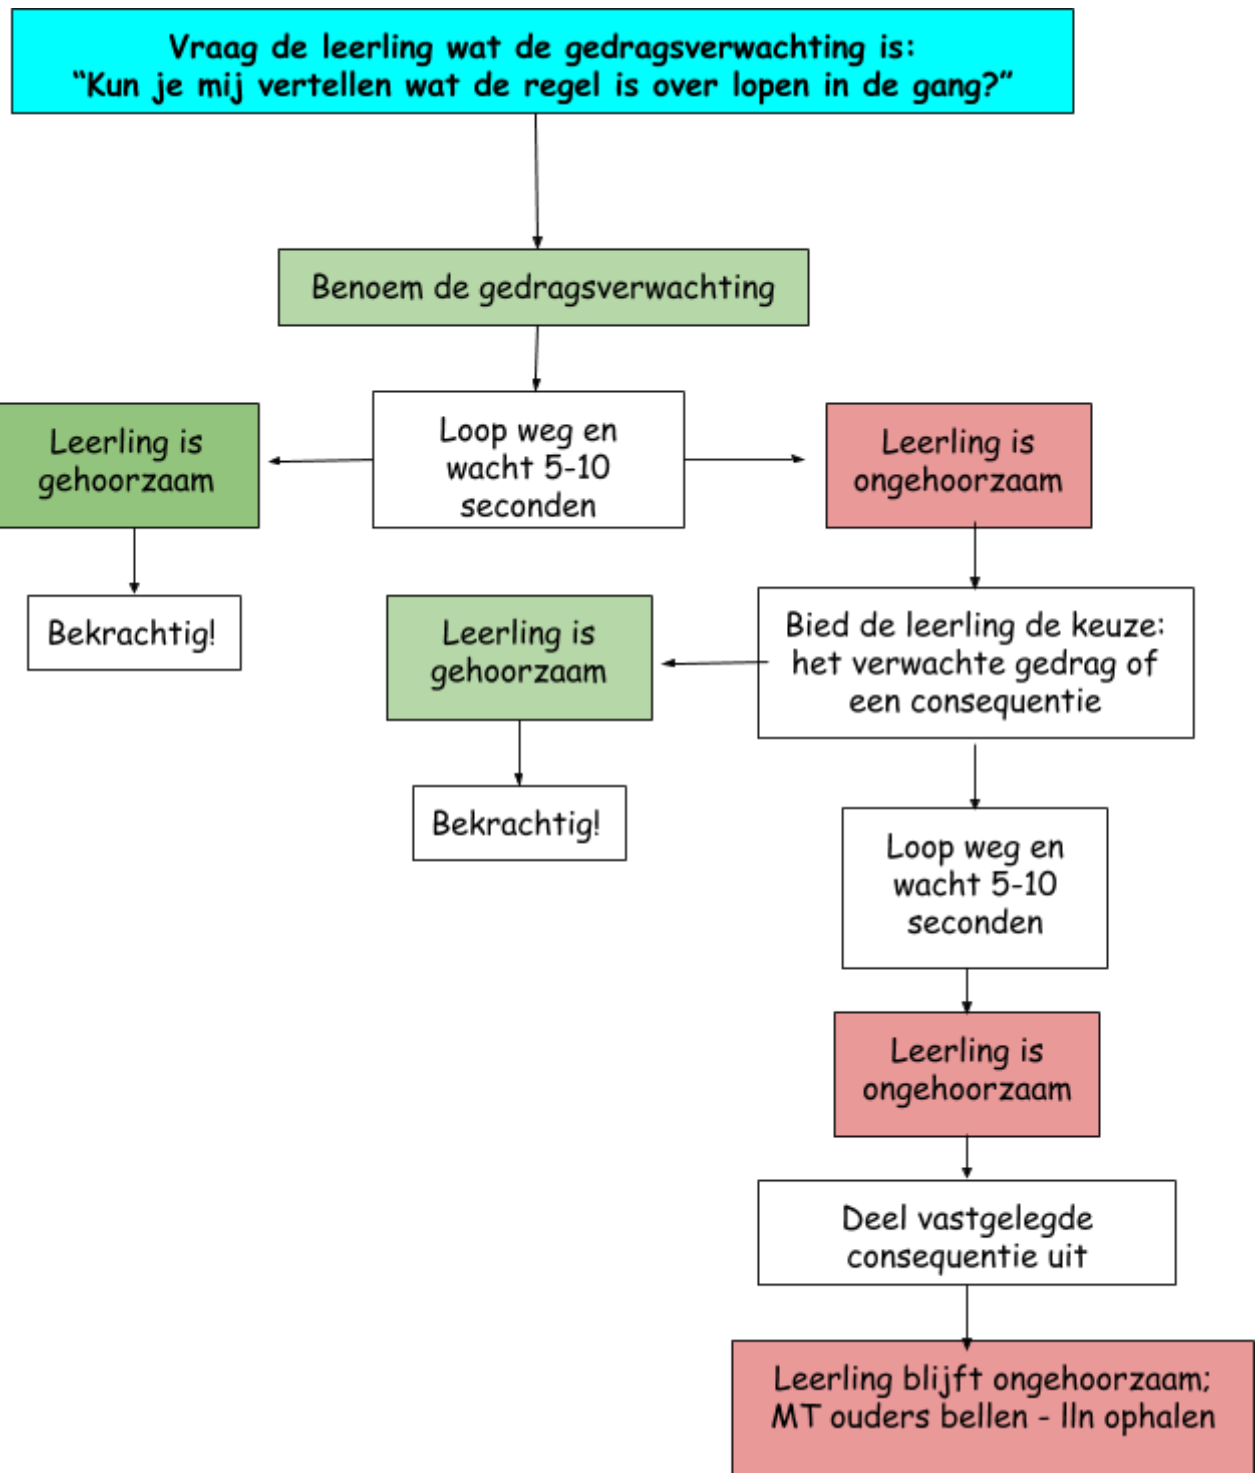 Vraag de leerling wat de gedragsverwachting is:
“Kun je mij vertellen wat de regel is over lopen in de gang?”
Benoem de gedragsverwachting
Leerling is
gehoorzaam
Loop weg en
wacht 5-10
seconden
Leerling is
ongehoorzaam
Bekrachtig!
Leerling is
gehoorzaam
Bied de leerling de keuze:
het verwachte gedrag of
een consequentie
Bekrachtig!
Loop weg en
wacht 5-10
seconden
Leerling is
ongehoorzaam
Deel vastgelegde
consequentie uit
Leerling blijft ongehoorzaam;
MT ouders bellen - lln ophalen